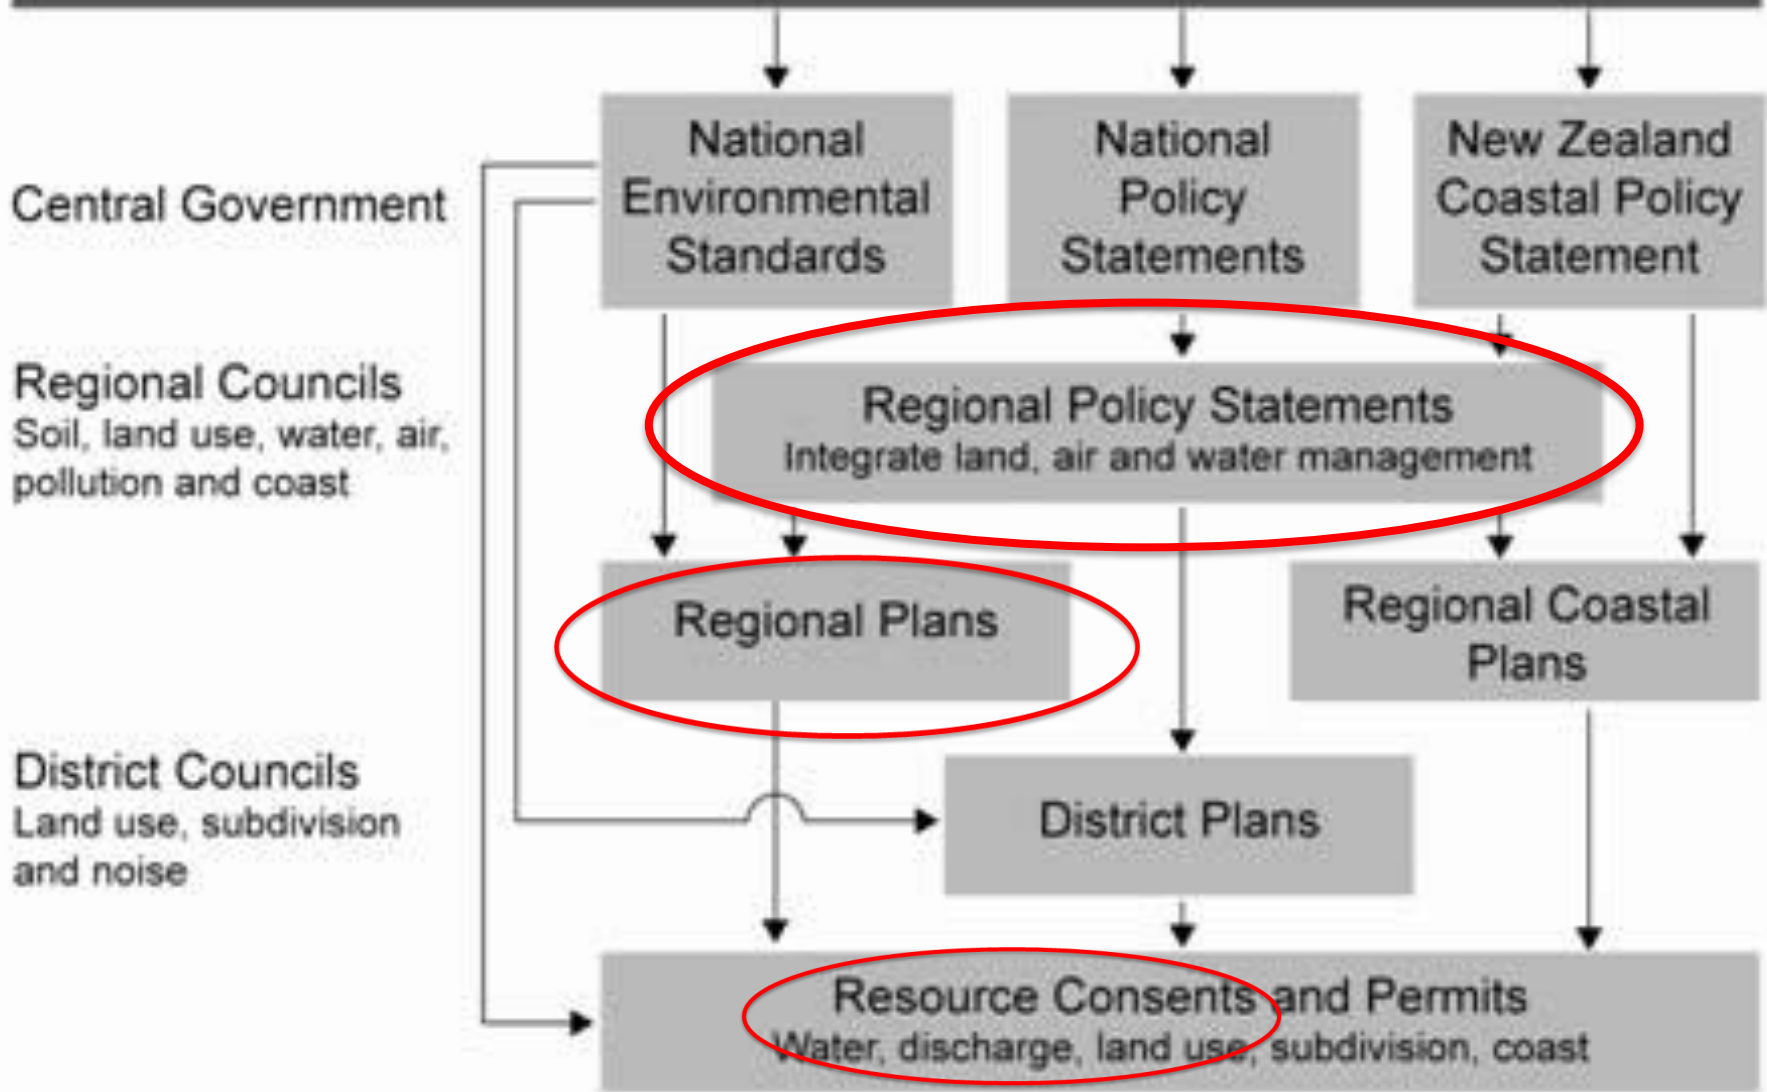 National
Environmental
Standards
National
Policy
Statements
New Zealand
Coastal Policy
Statement
Central Government
Regional Councils
Soil, land use, water, air,
pollution and coast
Regional Policy Statements
Integrate land, air and water management
Regional Plans
Regional Coastal
Plans
District Councils
Land use, subdivision
and noise
District Plans
Resource Consents and Permits
Water, discharge, land use, subdivision, coast